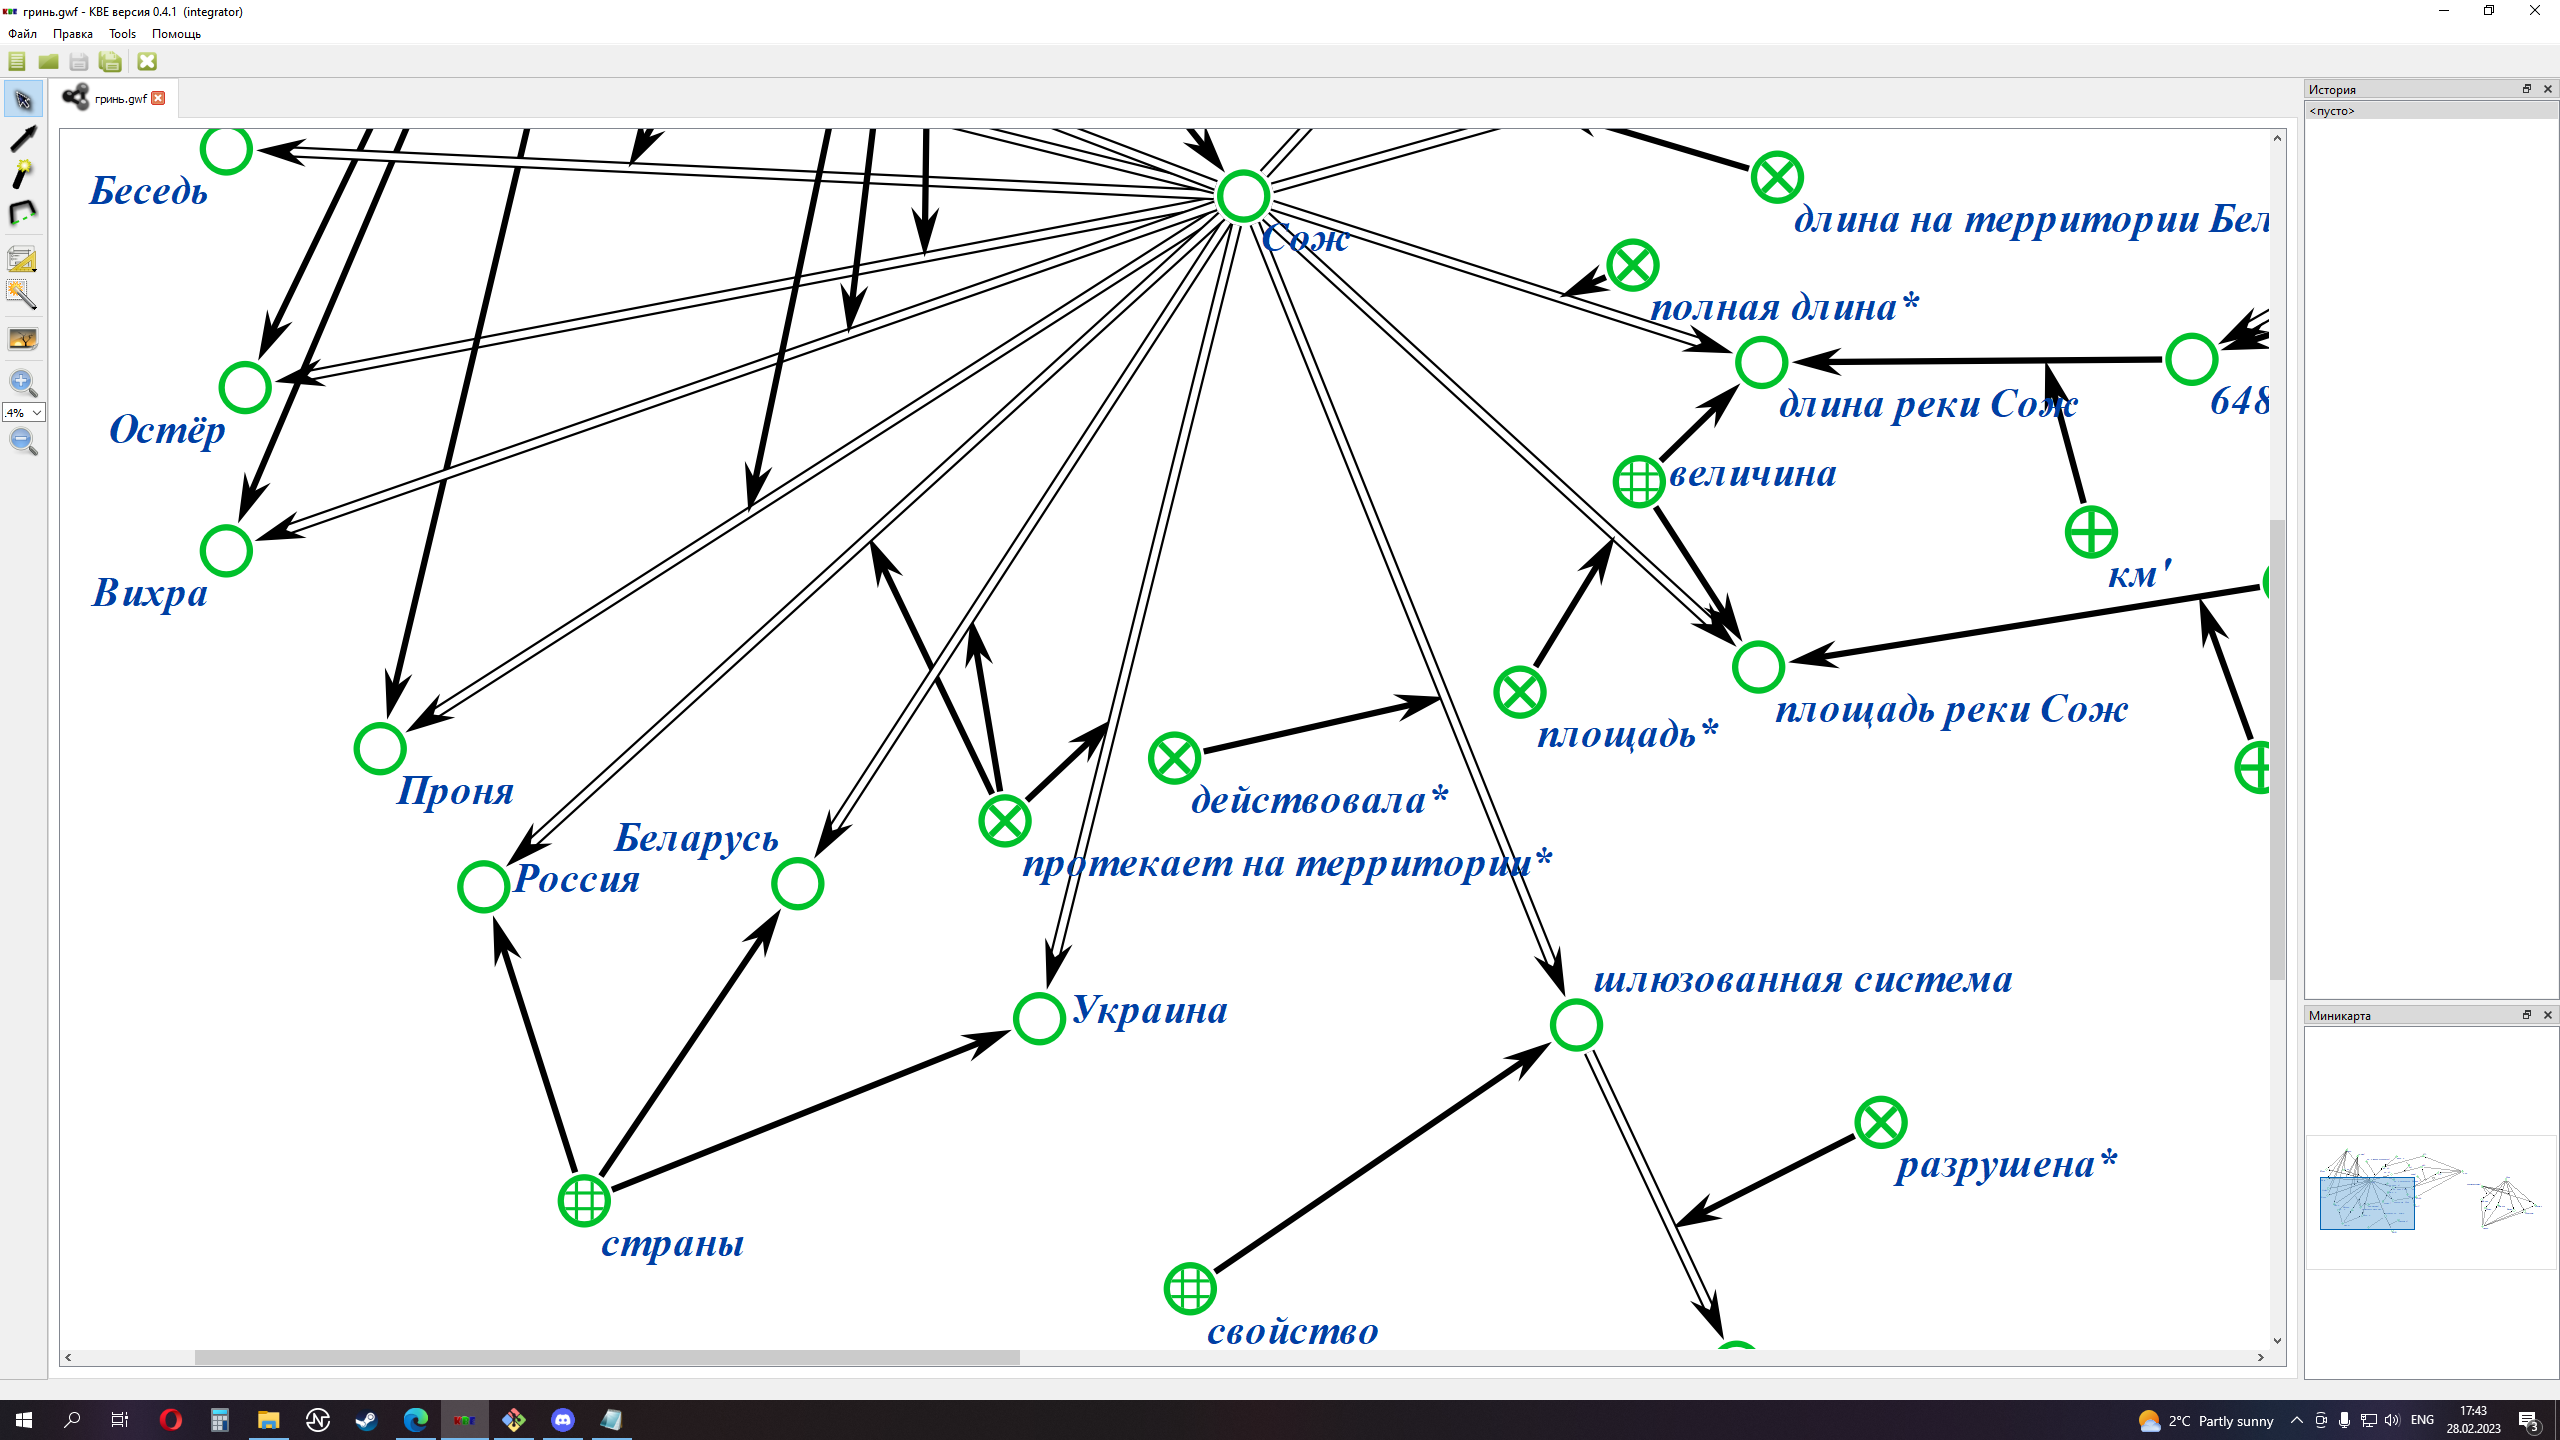 гринь.gwf - КВЕ версия 0.4.1 (integrator)
Файл Правка Tools Помощь
гринь.gwf
История
<пусто>
.4%
Беседь
Сож
длина на территории Бел
полная длина*
длина реки Сож
648
Остёр
величина
км'
Вихра
площадь реки Сож
площадь*
действовала*
Проня
Беларусь
протекает на территории*
Россия
шлюзованная система
Украина
Миникарта
разрушена*
страны
свойство
KBE
2°C Partly sunny
ENG
17:43
28.02.2023
3